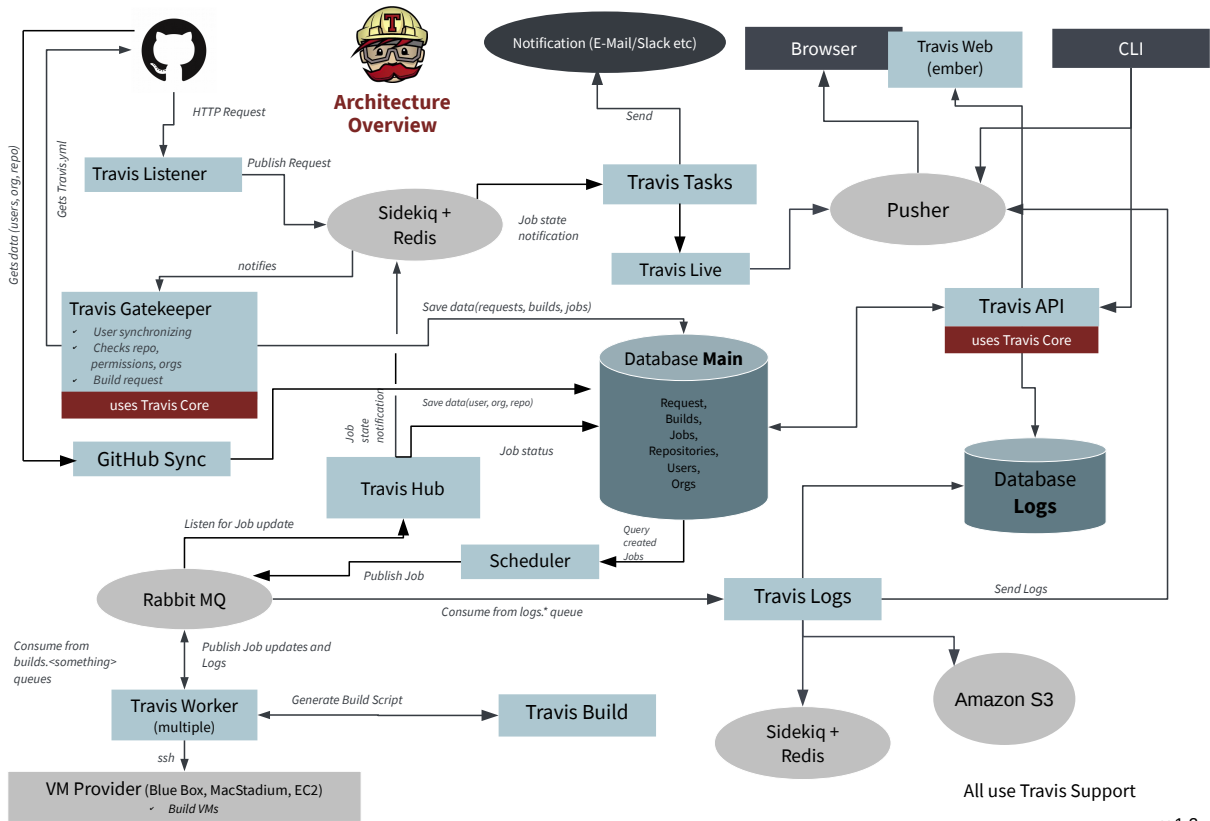 T
Architecture
Overview
Notification (E-Mail/Slack etc)
Browser
Travis Web
(ember)
CLI
HTTP Request
Send
Gets data (users, org, repo)
Gets Travis.yml
Travis Listener
Publish Request
Sidekiq +
Redis
Job state
notification
Travis Tasks
Pusher
Travis Live
notifies
Travis Gatekeeper
✓ User synchronizing
✓ Checks repo,
permissions, orgs
✓ Build request
uses Travis Core
Save data(requests, builds, jobs)
Travis API
uses Travis Core
Database Main
Request,
Builds,
Jobs,
Repositories,
Users,
Orgs
Save data(user, org, repo)
Job
state
notification
Job status
GitHub Sync
Travis Hub
Database
Logs
Listen for Job update
Query
created
Jobs
Scheduler
Publish Job
Rabbit MQ
Consume from logs.* queue
Travis Logs
Send Logs
Consume from
builds.<something>
queues
Publish Job updates and
Logs
Travis Worker
(multiple)
Generate Build Script
Travis Build
Amazon S3
Sidekiq +
Redis
ssh
VM Provider (Blue Box, MacStadium, EC2)
✓ Build VMs
All use Travis Support